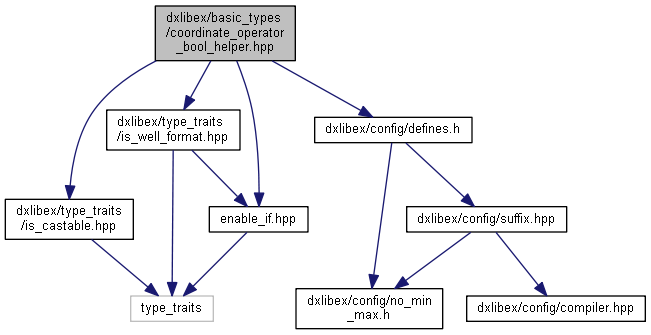 dxlibex/basic_types
/coordinate_operator
_bool_helper.hpp
dxlibex/type_traits
/is_well_format.hpp
dxlibex/config/defines.h
dxlibex/type_traits
/is_castable.hpp
enable_if.hpp
dxlibex/config/suffix.hpp
type_traits
dxlibex/config/no_min
_max.h
dxlibex/config/compiler.hpp